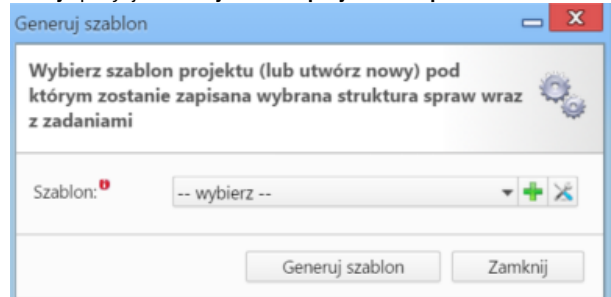 Generuj szablon
Wybierz szablon projektu (lub utwórz nowy) pod
którym zostanie zapisana wybrana struktura spraw wraz
z zadaniami
Szablon:
-- wybierz --
Generuj szablon
Zamknij